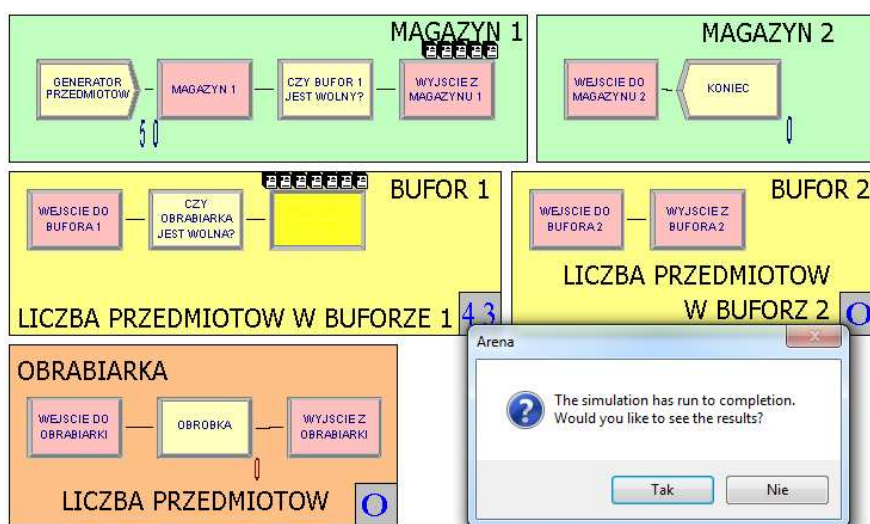 MAGAZYN 1
GENERATOR
PRZEDMIOTOW
50
MAGAZYN 1
CZY BUFOR 1
JEST WOLNY?
WYJSCIE Z
MAGAZYNU 1
MAGAZYN 2
WEJSCIE DO
MAGAZYNU 2
KONIEC
0
BUFOR 1
WEJSCIE DO
BUFORA 1
CZY
OBRABIARKA
JEST WOLNA?
LICZBA PRZEDMIOTOW W BUFORZE 1 43
BUFOR 2
WEJSCIE DO
BUFORA 2
WYJSCIE Z
BUFORA 2
LICZBA PRZEDMIOTOW
W BUFORZ 2 0
OBRABIARKA
WEJSCIE DO
OBRABIARKI
OBROBKA
0
WYJSCIE Z
OBRABIARKI
LICZBA PRZEDMIOTOW 0
Arena
The simulation has run to completion.
Would you like to see the results?
Tak
Nie